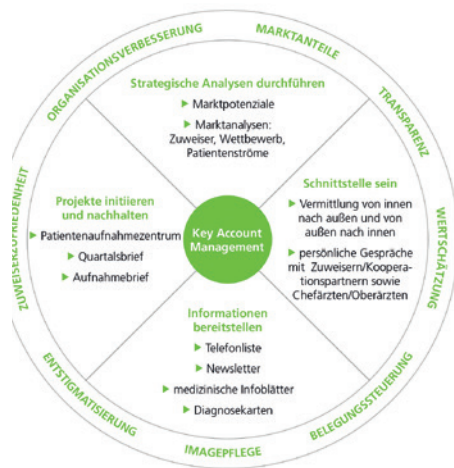 ORGANISATIONSVERBESSERUNG
MARKTANTEILE
TRANSPARENZ
WERTSCHÄTZUNG
BELEGUNGSSTEUERUNG
IMAGEPFLEGE
ENTSTIGMATISIERUNG
ZUWEISERZUFRIEDENHEIT
Strategische Analysen durchführen
▶ Marktpotenziale
▶ Marktanalysen:
Zuweiser, Wettbewerb,
Patientenströme
Schnittstelle sein
▶ Vermittlung von innen
nach außen und von
außen nach innen
▶ persönliche Gespräche
mit Zuweisern/Koopera-
tionspartnern sowie
Chefärzten/Oberärzten
Projekte initiieren
und nachhalten
▶ Patientenaufnahmezentrum
▶ Quartalsbrief
▶ Aufnahmebrief
Key Account
Management
Informationen
bereitstellen
▶ Telefonliste
▶ Newsletter
▶ medizinische Infoblätter
▶ Diagnosekarten